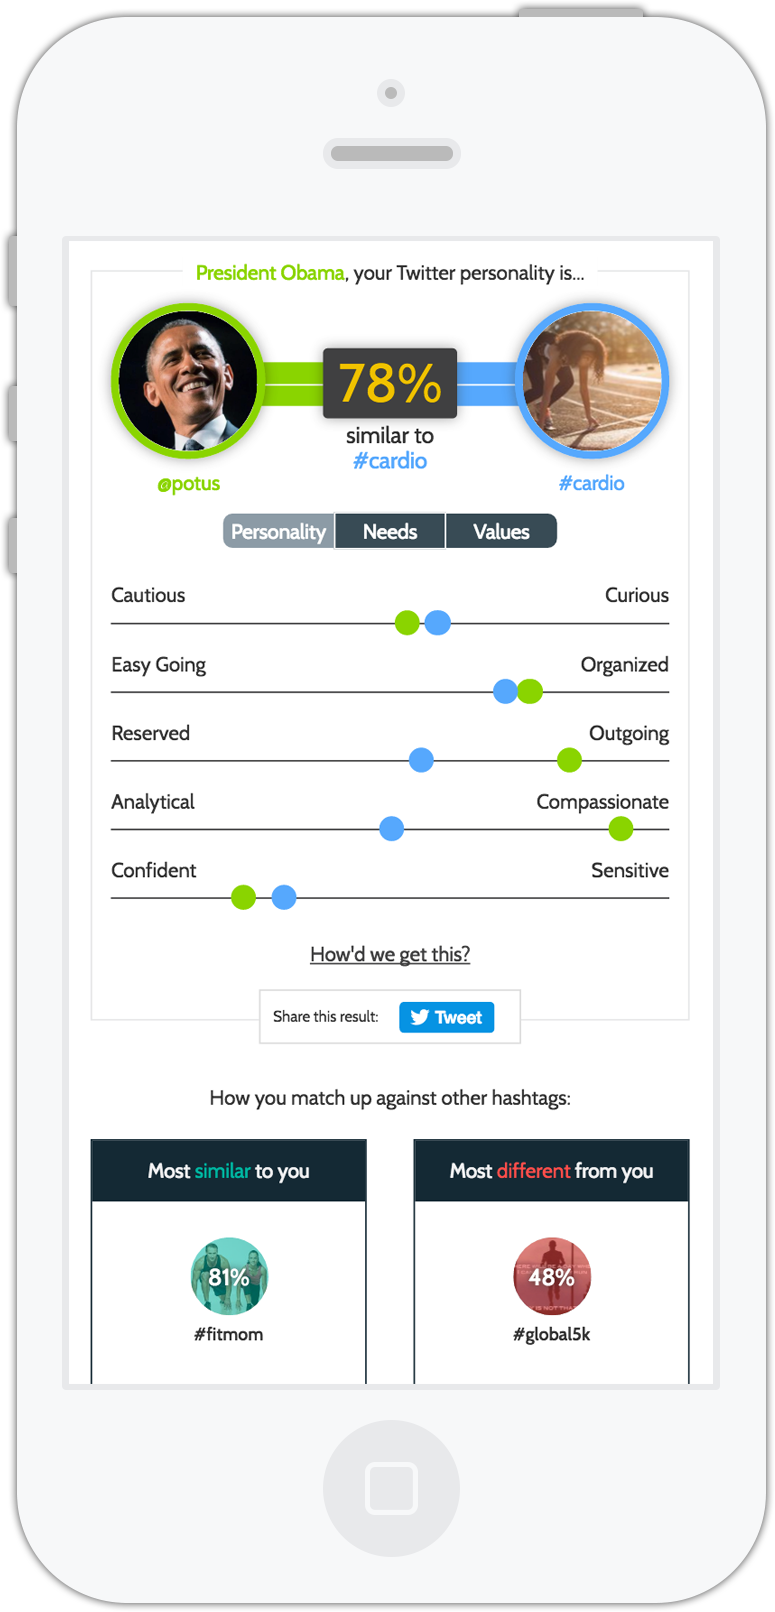 President Obama, your Twitter personality is...
78%
similar to
#cardio
@potus
#cardio
Personality Needs Values
Cautious Curious
Easy Going Organized
Reserved Outgoing
Analytical Compassionate
Confident Sensitive
How'd we get this?
Share this result: Tweet
How you match up against other hashtags:
Most similar to you
Most different from you
81%
48%
#fitmom
#global5k